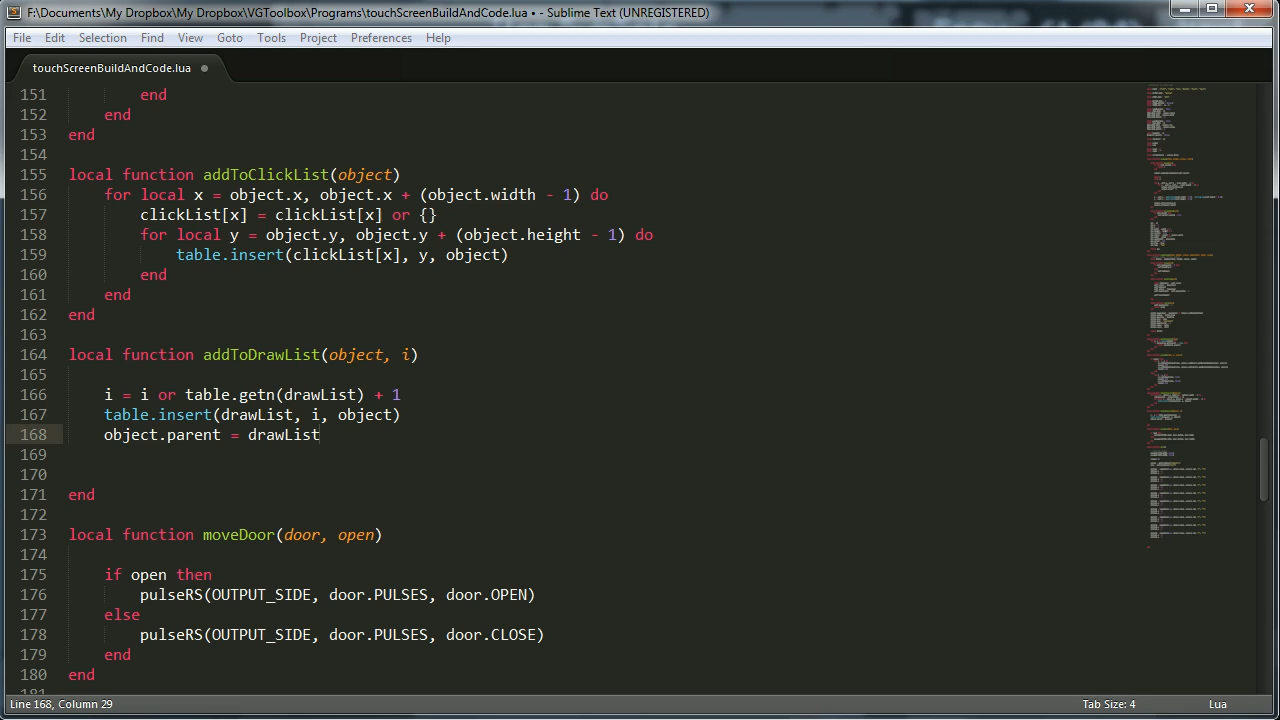 F:\Documents\My Dropbox\My Dropbox\VGToolbox\Programs\touchScreenBuildAndCode.lua • - Sublime Text (UNREGISTERED)
File Edit Selection Find View Goto Tools Project Preferences Help
touchScreenBuildAndCode.lua
151 end
152 end
153 end
154
155 local function addToClickList(object)
156 for local x = object.x, object.x + (object.width - 1) do
157 clickList[x] = clickList[x] or {}
158 for local y = object.y, object.y + (object.height - 1) do
159 table.insert(clickList[x], y, object)
160 end
161 end
162 end
163
164 local function addToDrawList(object, i)
165
166 i = i or table.getn(drawList) + 1
167 table.insert(drawList, i, object)
168 object.parent = drawList
169
170
171 end
172
173 local function moveDoor(door, open)
174
175 if open then
176 pulseRS(OUTPUT_SIDE, door.PULSES, door.OPEN)
177 else
178 pulseRS(OUTPUT_SIDE, door.PULSES, door.CLOSE)
179 end
180 end
181
Line 168, Column 29 Tab Size: 4 Lua